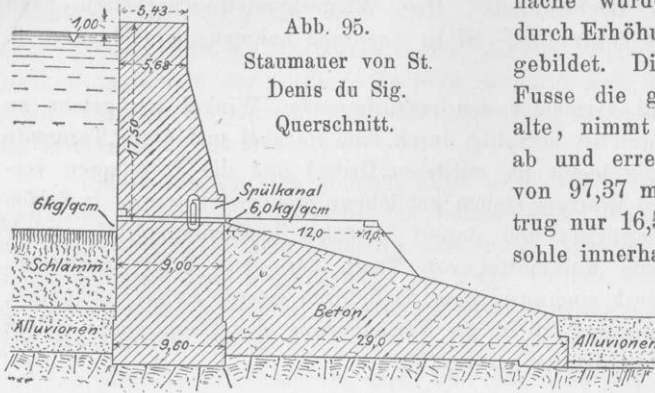 Abb. 95.
Staumauer von St.
Denis du Sig.
Querschnitt.
5,43
1,00
5,68
17,50
Spülkanal
6kg/qcm
6,0kg/qcm
12,0
1,0
Schlamm
9,00
Beton
Alluvionen
9,60
29,0
Alluvionen
durch Erhöhu
gebildet. Di
Fusse die g
alte, nimmt
ab und erre
von 97,37 m
trug nur 16,5
sohle innerha